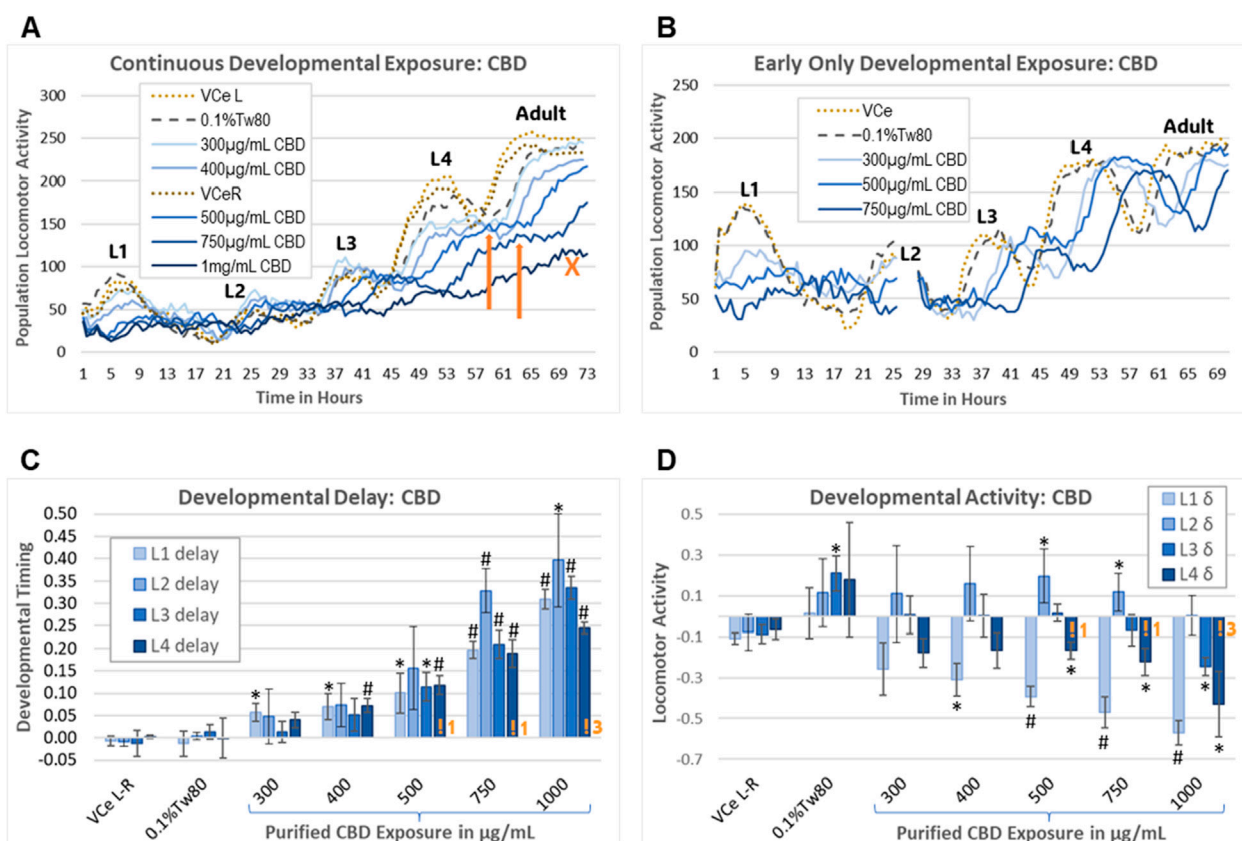 A
Continuous Developmental Exposure: CBD
Population Locomotor Activity
300
250
200
150
100
50
0
VCe L
0.1%Tw80
300µg/mL CBD
400µg/mL CBD
VCeR
500µg/mL CBD
750µg/mL CBD
1mg/mL CBD
L1
L2
L3
L4
Adult
X
1 5 9 13 17 21 25 29 33 37 41 45 49 53 57 61 65 69 73
Time in Hours
B
Early Only Developmental Exposure: CBD
Population Locomotor Activity
250
200
150
100
50
0
VCe
0.1%Tw80
300µg/mL CBD
500µg/mL CBD
750µg/mL CBD
L1
L2
L3
L4
Adult
1 5 9 13 17 21 25 29 33 37 41 45 49 53 57 61 65 69
Time in Hours
C
Developmental Delay: CBD
Developmental Timing
0.50
0.45
0.40
0.35
0.30
0.25
0.20
0.15
0.10
0.05
0.00
-0.05
L1 delay
L2 delay
L3 delay
L4 delay
* * # * * # # # # # # * # #
!1 !1 !3
VCe L-R 0.1%Tw80 300 400 500 750 1000
Purified CBD Exposure in µg/mL
D
Developmental Activity: CBD
Locomotor Activity
0.5
0.3
0.1
-0.1
-0.3
-0.5
-0.7
L1 δ
L2 δ
L3 δ
L4 δ
* * # * * # * * # * *
!1 !1 !3
VCe L-R 0.1%Tw80 300 400 500 750 1000
Purified CBD Exposure in µg/mL